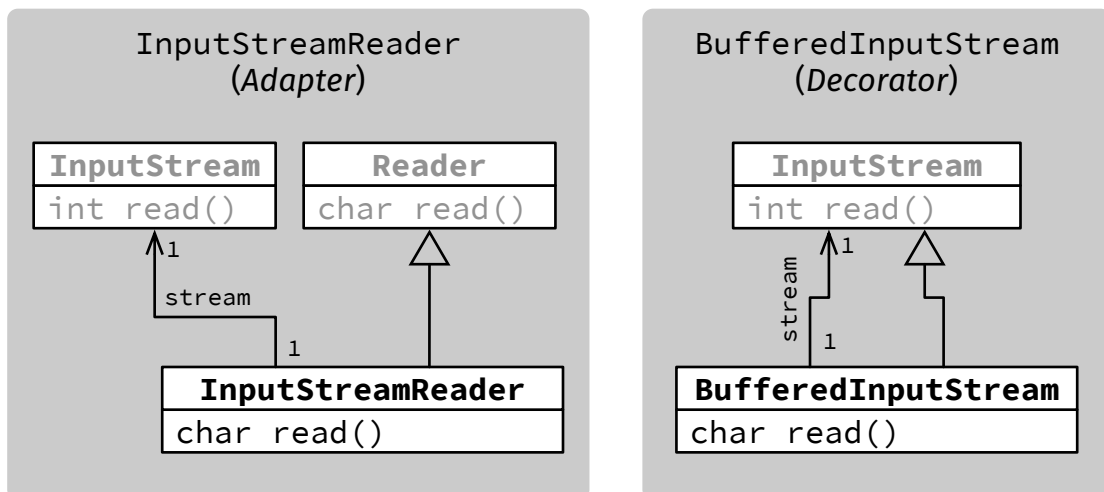 InputStreamReader
(Adapter)
InputStream
int read()
Reader
char read()
1
stream
1
InputStreamReader
char read()
BufferedInputStream
(Decorator)
InputStream
int read()
1
stream
1
BufferedInputStream
char read()